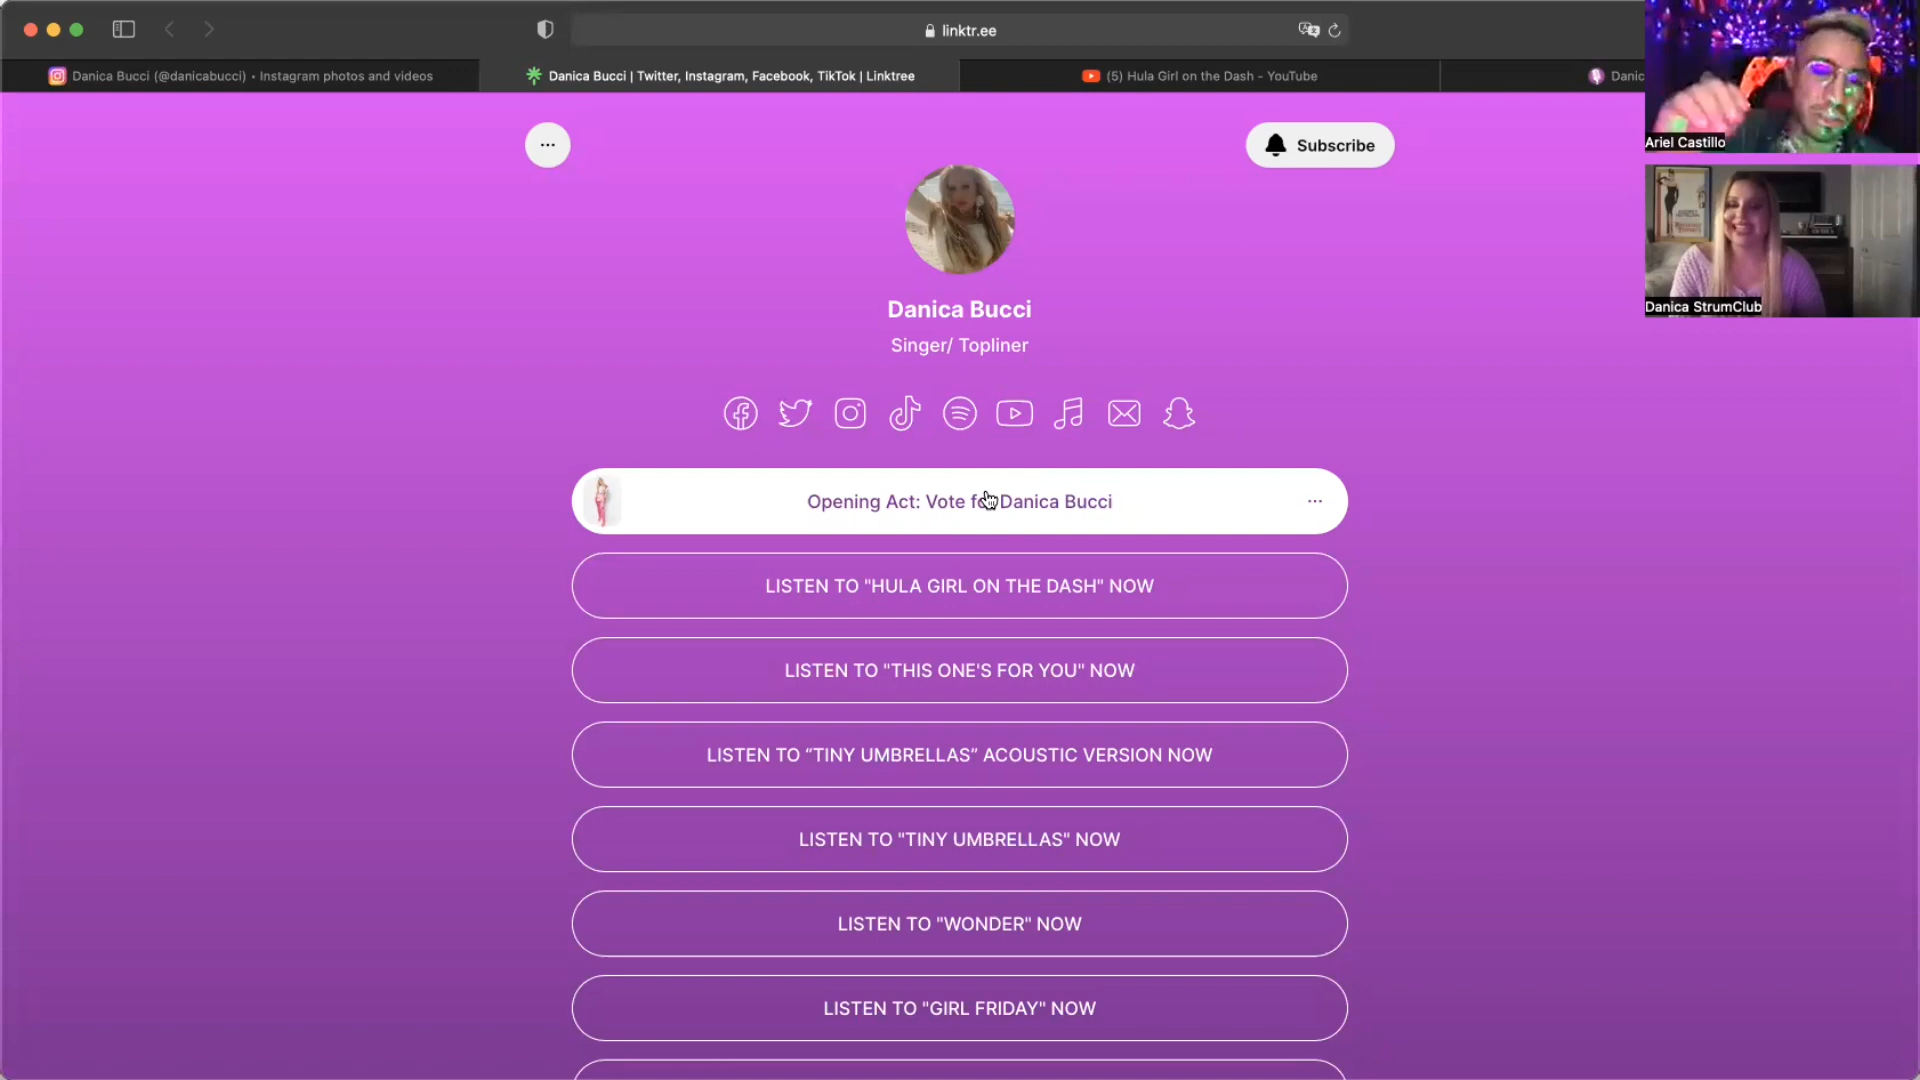 linktr.ee
Danica Bucci (@danicabucci) • Instagram photos and videos
Danica Bucci | Twitter, Instagram, Facebook, TikTok | Linktree
(5) Hula Girl on the Dash - YouTube
Danic
Ariel Castillo
Subscribe
Danica StrumClub
Danica Bucci
Singer/ Topliner
Opening Act: Vote for Danica Bucci
LISTEN TO "HULA GIRL ON THE DASH" NOW
LISTEN TO "THIS ONE'S FOR YOU" NOW
LISTEN TO “TINY UMBRELLAS” ACOUSTIC VERSION NOW
LISTEN TO "TINY UMBRELLAS" NOW
LISTEN TO "WONDER" NOW
LISTEN TO "GIRL FRIDAY" NOW